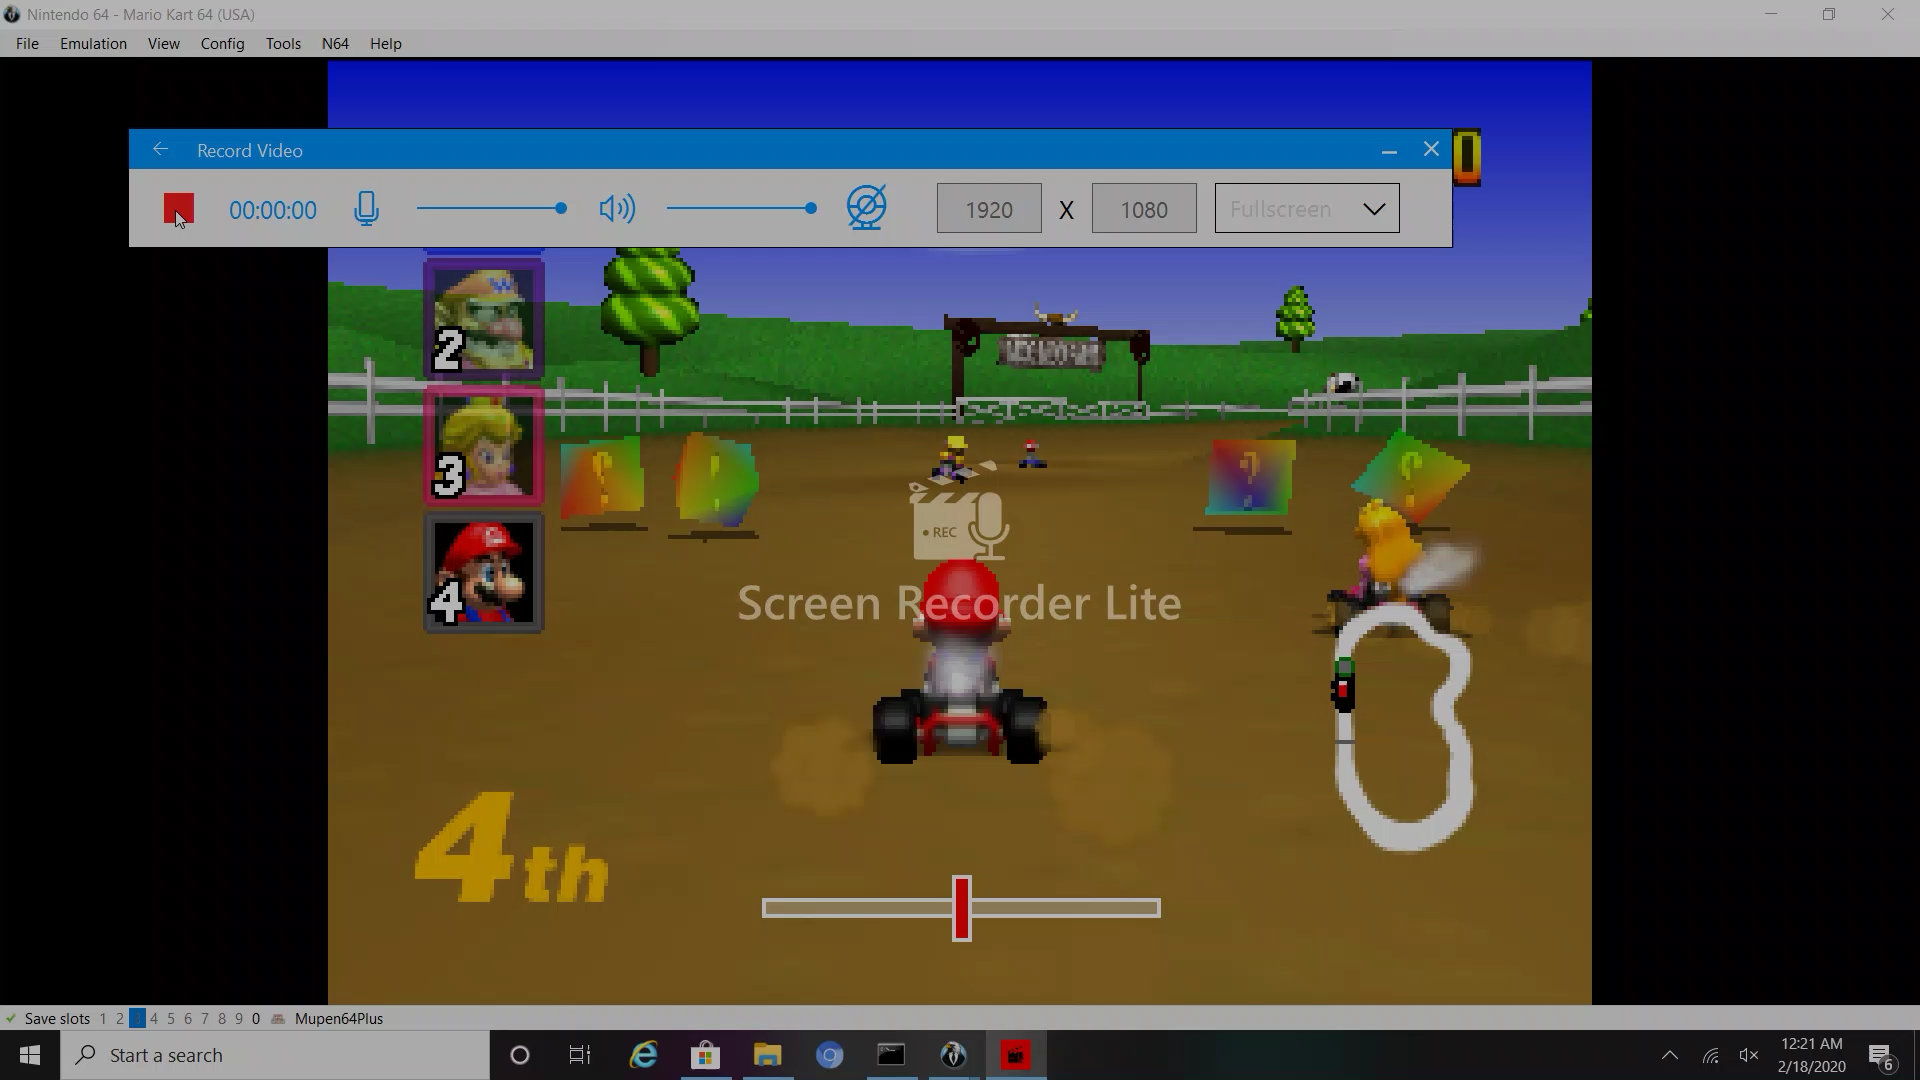 Nintendo 64 - Mario Kart 64 (USA)
File Emulation View Config Tools N64 Help
Record Video
00:00:00 1920 X 1080 Fullscreen
0
2
3
? ? ? ?
4
REC
Screen Recorder Lite
4th
Save slots 1 2 3 4 5 6 7 8 9 0 Mupen64Plus
Start a search
12:21 AM
2/18/2020
6